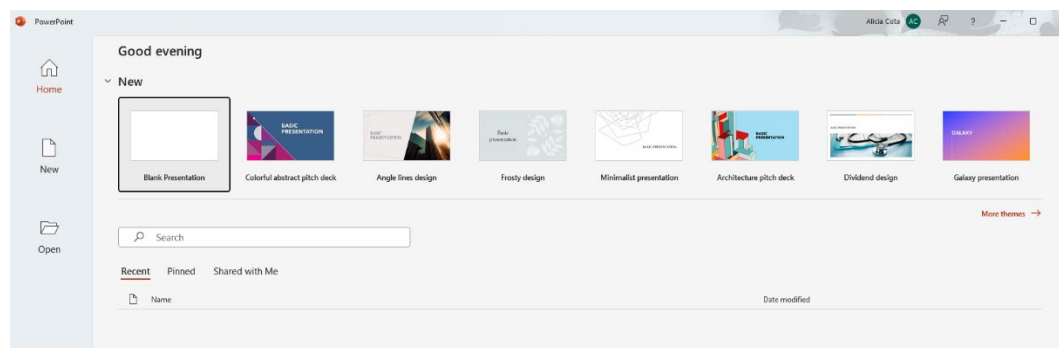 PowerPoint
Alicia Cota AC ?
Home
New
Open
Good evening
New
BASIC
PRESENTATION
Basic
presentation
BASIC PRESENTATION
GALAXY
Blank Presentation
Colorful abstract pitch deck
Angle lines design
Frosty design
Minimalist presentation
Architecture pitch deck
Dividend design
Galaxy presentation
More themes →
Search
Recent Pinned Shared with Me
Name Date modified